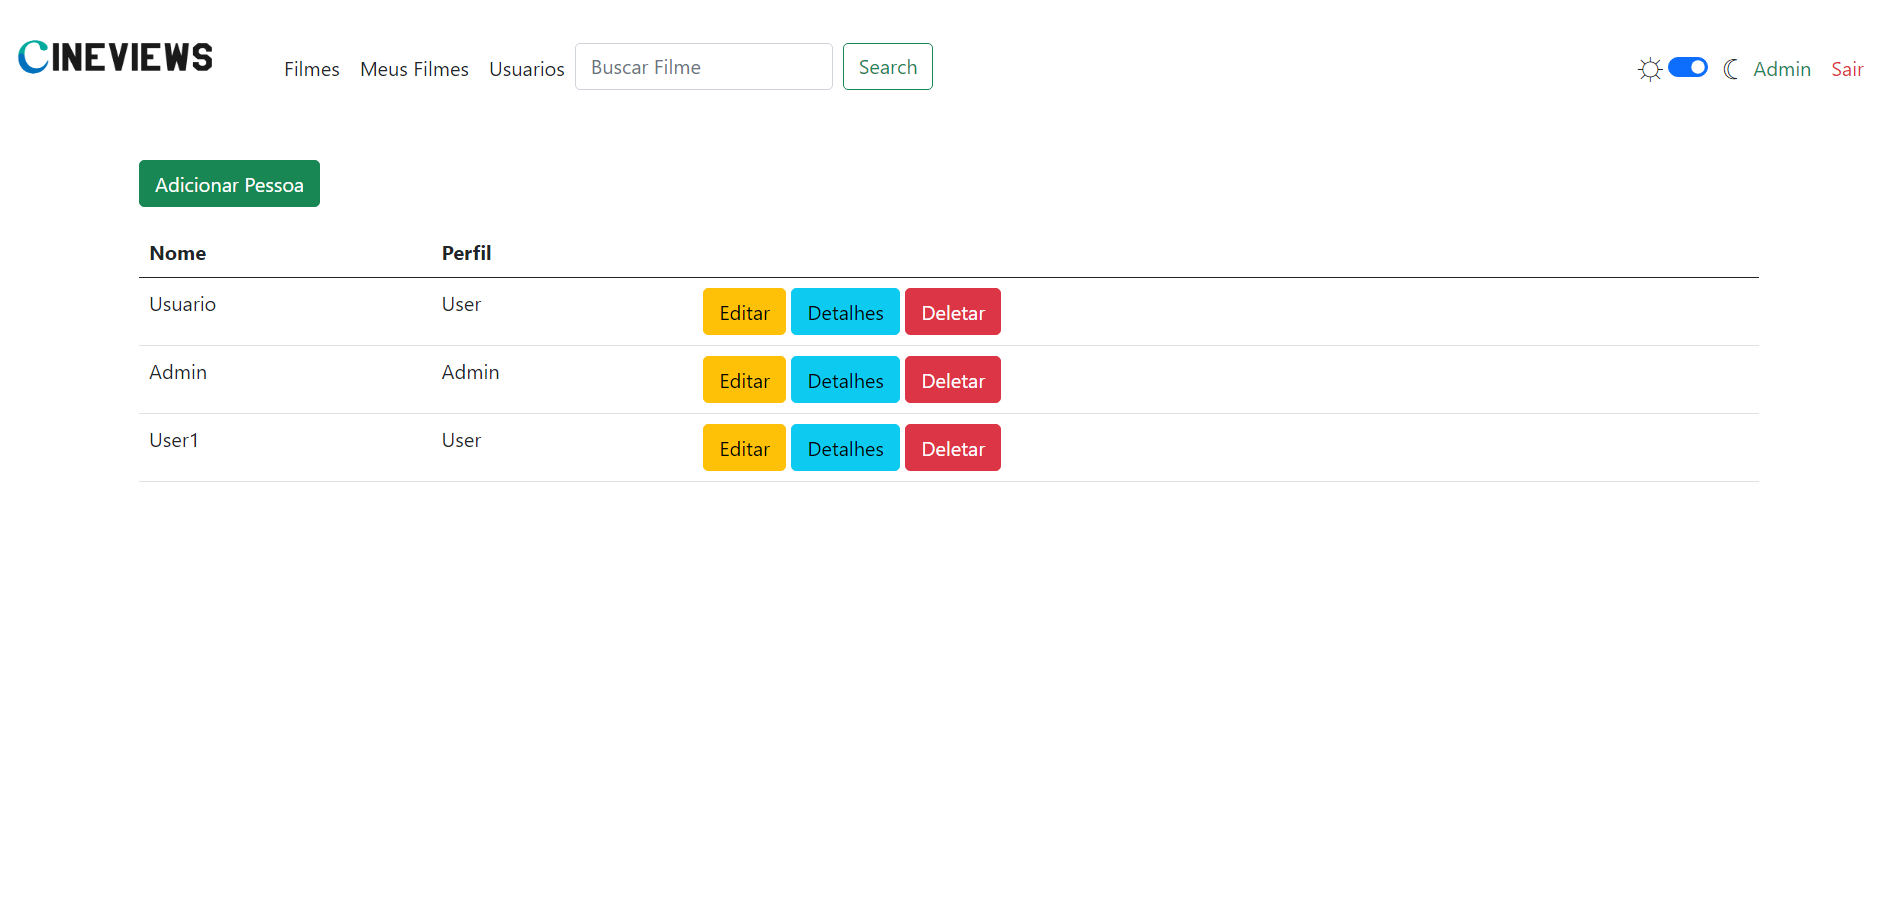 CINEVIEWS Filmes Meus Filmes Usuarios Buscar Filme Search Admin Sair
Adicionar Pessoa
Nome Perfil
Usuario User Editar Detalhes Deletar
Admin Admin Editar Detalhes Deletar
User1 User Editar Detalhes Deletar